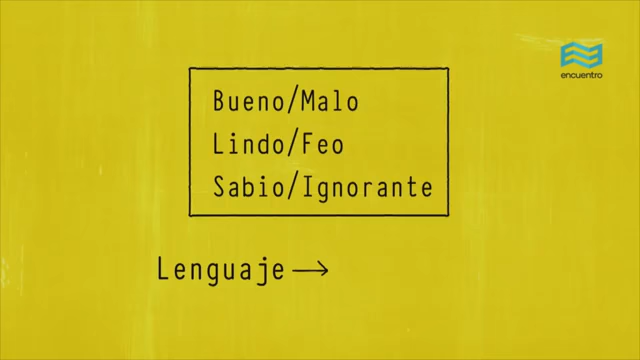 encuentro
Bueno/Malo
Lindo/Feo
Sabio/Ignorante
Lenguaje→